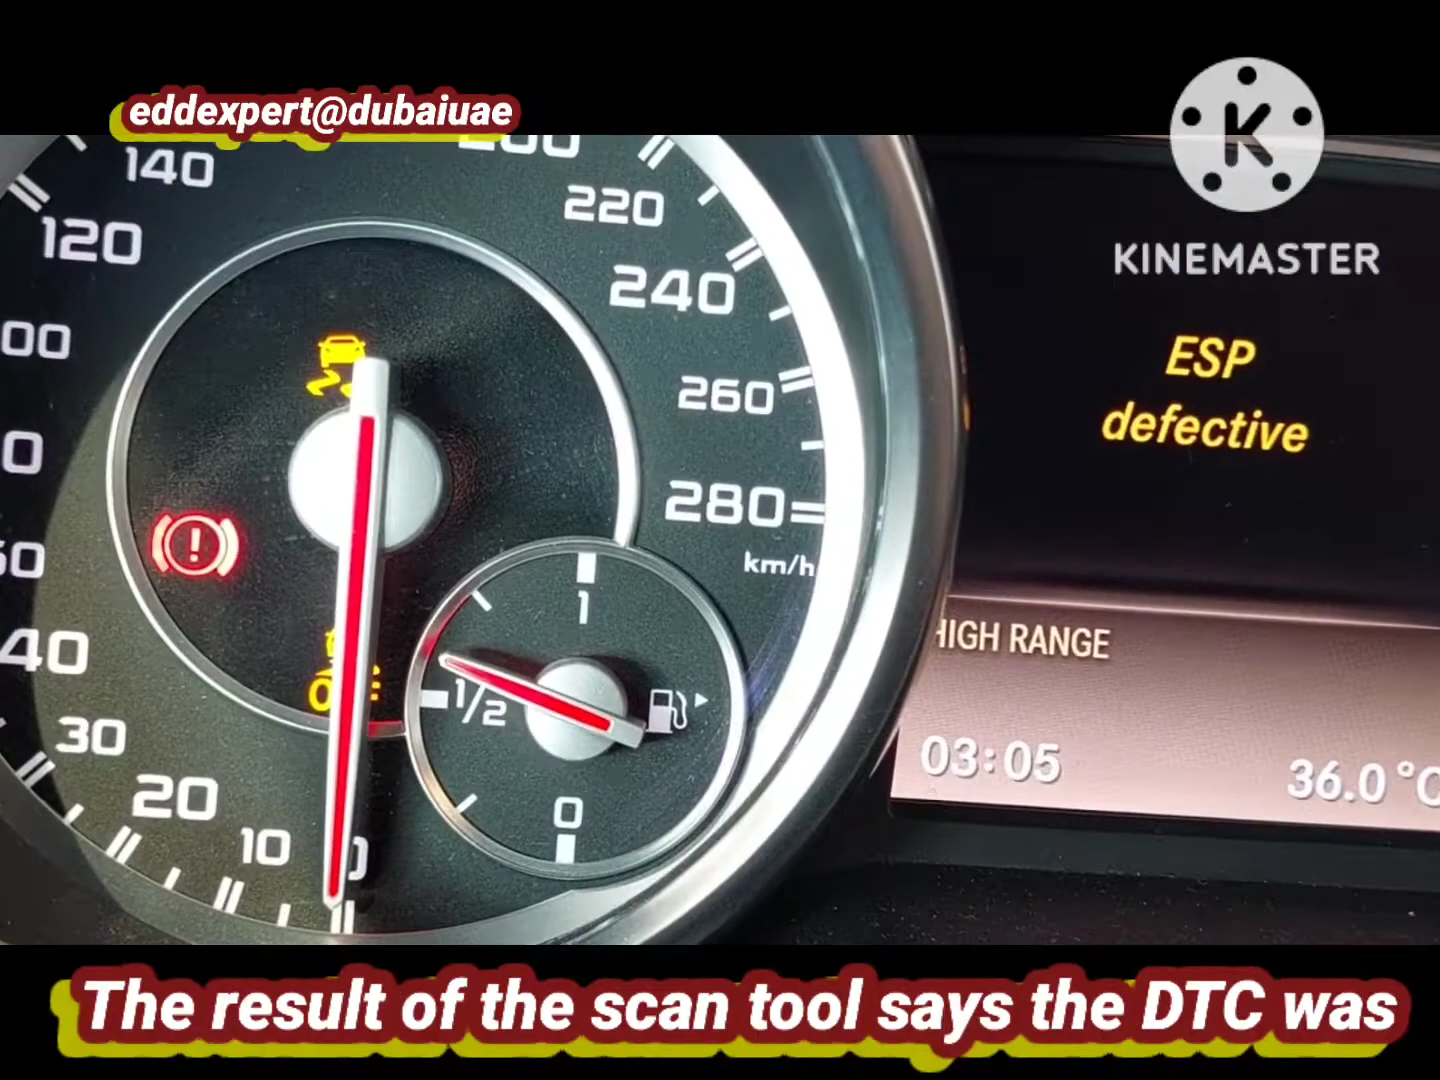 eddexpert@dubaiuae
K
KINEMASTER
140
120
220
240
260
280
km/h
40
30
20
10
0
1
1/2
0
ESP
defective
HIGH RANGE
03:05
36.0°C
The result of the scan tool says the DTC was